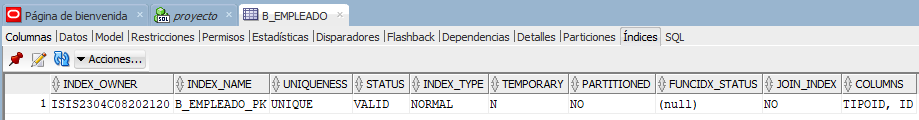 Página de bienvenida proyecto B_EMPLEADO
Columnas Datos Model Restricciones Permisos Estadísticas Disparadores Flashback Dependencias Detalles Particiones Índices SQL
Acciones...
INDEX_OWNER INDEX_NAME UNIQUENESS STATUS INDEX_TYPE TEMPORARY PARTITIONED FUNCIDX_STATUS JOIN_INDEX COLUMNS
1 ISIS2304C08202120 B_EMPLEADO_PK UNIQUE VALID NORMAL N NO (null) NO TIPOID, ID